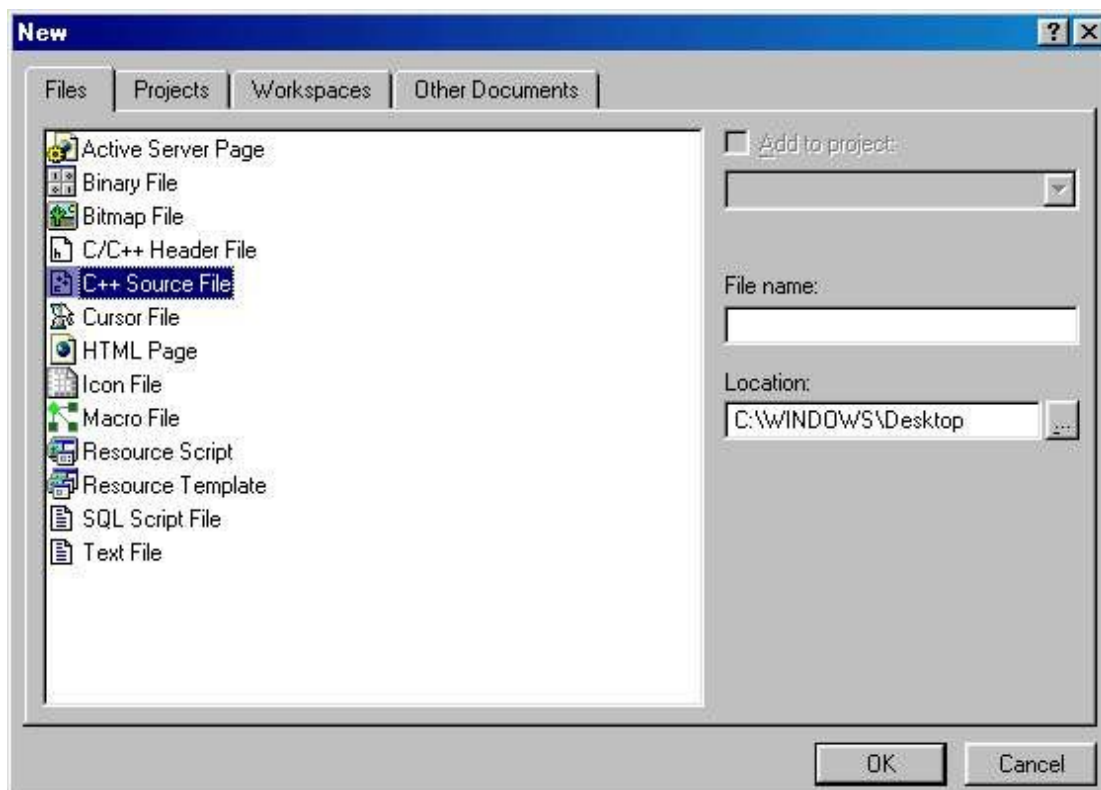 New
Files Projects Workspaces Other Documents
Active Server Page
Binary File
Bitmap File
C/C++ Header File
C++ Source File
Cursor File
HTML Page
Icon File
Macro File
Resource Script
Resource Template
SQL Script File
Text File
Add to project:
File name:
Location:
C:\WINDOWS\Desktop
...
OK Cancel